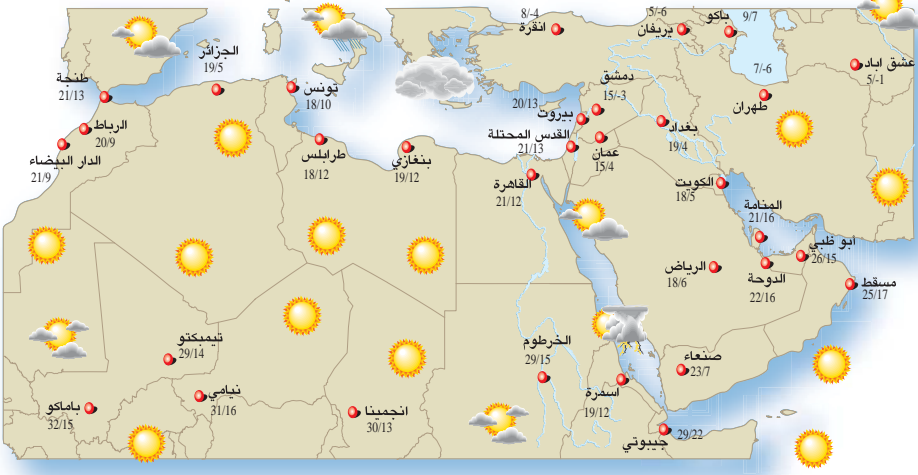 8/-4
انقرة
5/-6
يريفان
باكو
9/7
عشق اباد
5/-1
7/-6
طهران
الجزائر
19/5
طنجة
21/13
تونس
18/10
الرباط
20/9
الدار البيضاء
21/9
طرابلس
18/12
بنغازي
19/12
دمشق
15/-3
20/13
بيروت
القدس المحتلة
21/13
عمان
15/4
بغداد
19/4
القاهرة
21/12
الكويت
18/5
المنامة
21/16
ابو ظبي
26/15
الرياض
18/6
الدوحة
22/16
مسقط
25/17
تيمبكتو
29/14
الخرطوم
29/15
صنعاء
23/7
نيامي
31/16
باماكو
32/15
انجمينا
30/13
اسمرة
19/12
جيبوتي
29/22